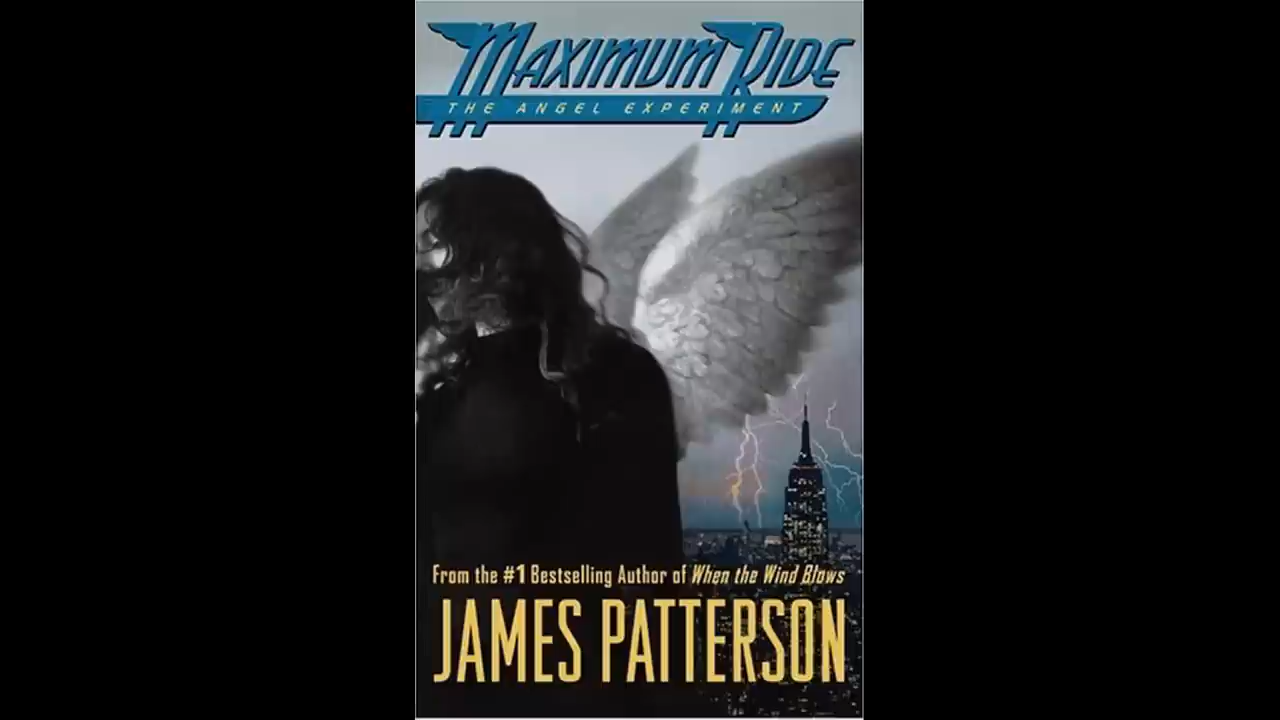 MAXIMUM RIDE
THE ANGEL EXPERIMENT
From the #1 Bestselling Author of When the Wind Blows
JAMES PATTERSON